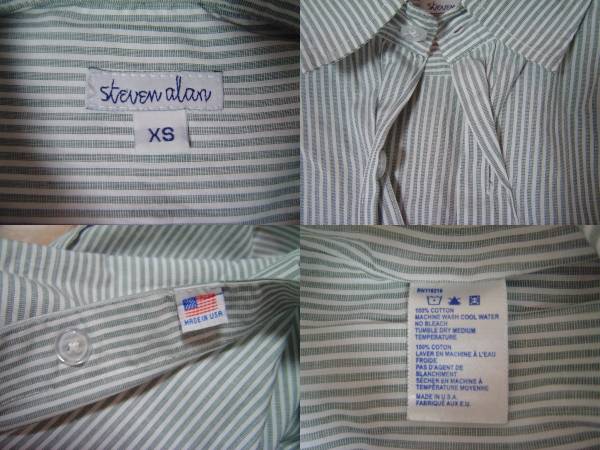 steven alan
XS
steven
MADE IN USA
RN116214
100% COTTON
MACHINE WASH COOL WATER
NO BLEACH
TUMBLE DRY MEDIUM
TEMPERATURE
100% COTTON
LAVER EN MACHINE À L'EAU
FROIDE
PAS D'AGENT DE
BLANCHIMENT
SÉCHER EN MACHINE À
TEMPÉRATURE MOYENNE
MADE IN U.S.A.
FABRIQUÉ AUX E.U.